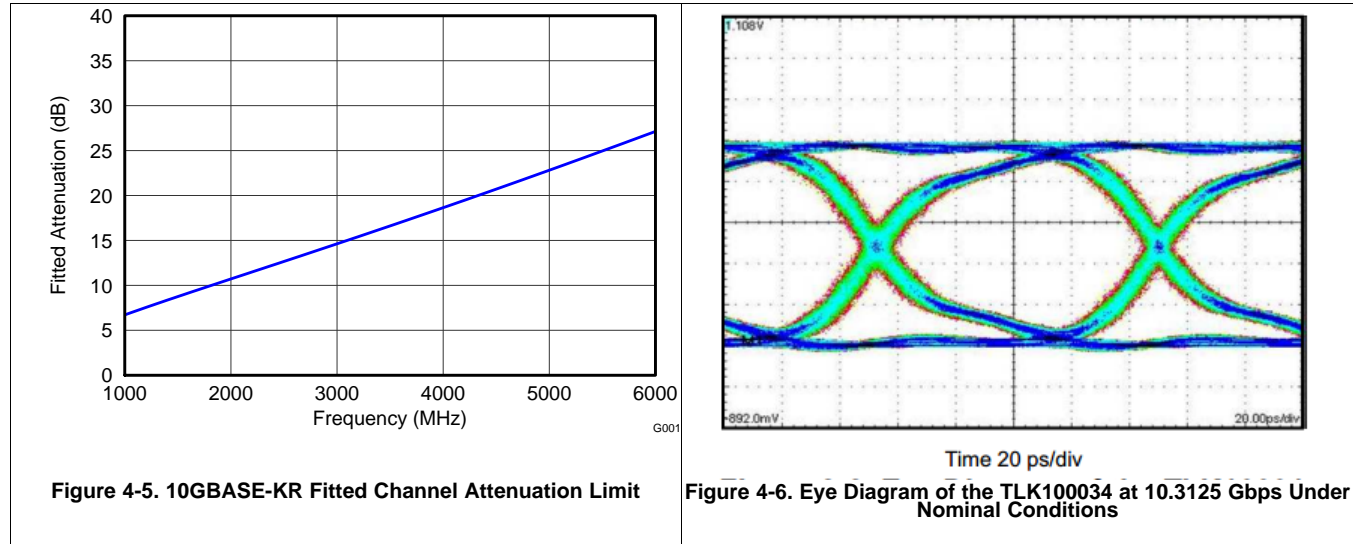 40
35
30
25
20
15
10
5
0
Fitted Attenuation (dB)
1000 2000 3000 4000 5000 6000
Frequency (MHz)
G001
Figure 4-5. 10GBASE-KR Fitted Channel Attenuation Limit
1.108V
-892.0mV
20.00ps/div
Time 20 ps/div
Figure 4-6. Eye Diagram of the TLK100034 at 10.3125 Gbps Under
Nominal Conditions